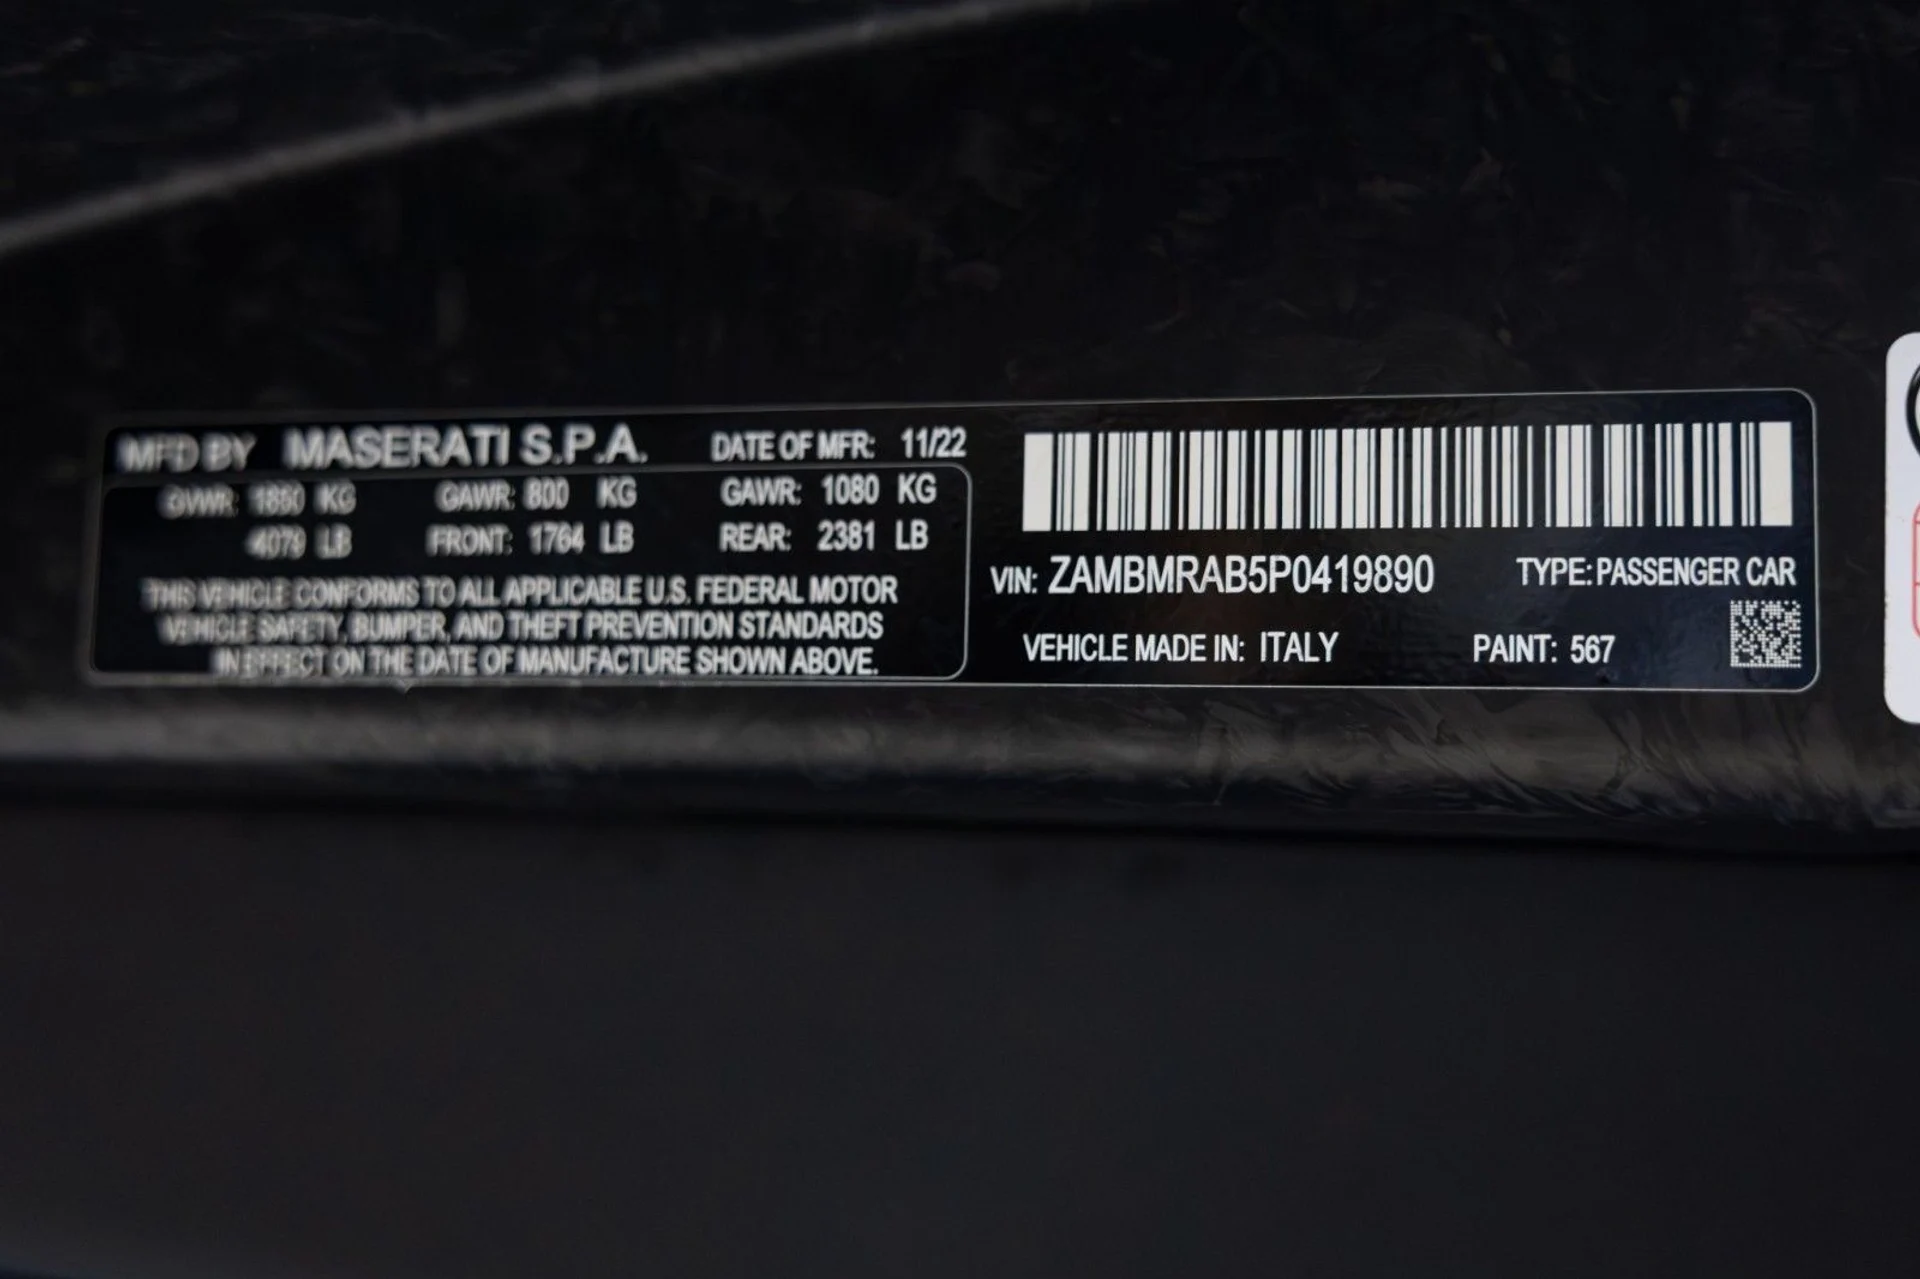 MFD BY MASERATI S.P.A. DATE OF MFR: 11/22
GVWR: 1850 KG GAWR: 800 KG GAWR: 1080 KG
4079 LB FRONT: 1764 LB REAR: 2381 LB
THIS VEHICLE CONFORMS TO ALL APPLICABLE U.S. FEDERAL MOTOR
VEHICLE SAFETY, BUMPER, AND THEFT PREVENTION STANDARDS
IN EFFECT ON THE DATE OF MANUFACTURE SHOWN ABOVE.
VIN: ZAMBMRAB5P0419890 TYPE: PASSENGER CAR
VEHICLE MADE IN: ITALY PAINT: 567